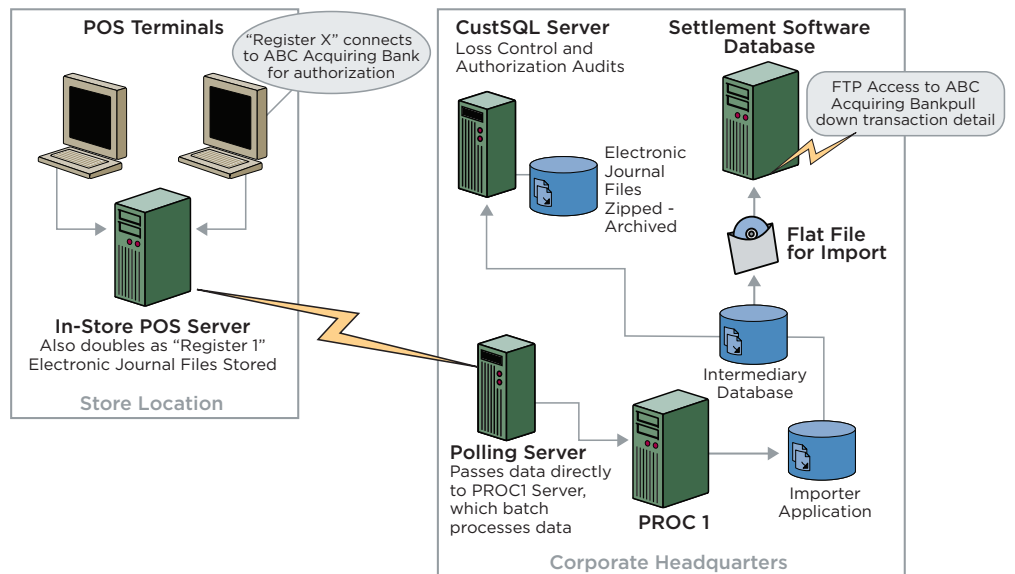 POS Terminals
“Register X” connects
to ABC Acquiring Bank
for authorization
In-Store POS Server
Also doubles as “Register 1”
Electronic Journal Files Stored
Store Location
CustSQL Server
Loss Control and
Authorization Audits
Settlement Software
Database
FTP Access to ABC
Acquiring Bankpull
down transaction detail
Electronic
Journal
Files
Zipped -
Archived
Flat File
for Import
Intermediary
Database
Polling Server
Passes data directly
to PROC1 Server,
which batch
processes data
PROC 1
Importer
Application
Corporate Headquarters